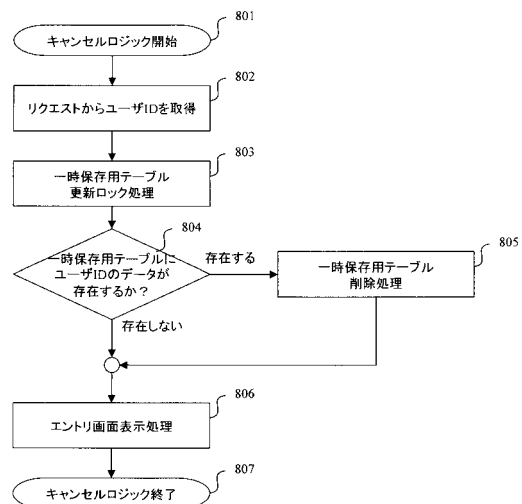 801
キャンセルロジック開始
802
リクエストからユーザIDを取得
803
一時保存用テーブル
更新ロック処理
804
一時保存用テーブルに
ユーザIDのデータが
存在するか？
存在する
805
一時保存用テーブル
削除処理
存在しない
806
エントリ画面表示処理
807
キャンセルロジック終了